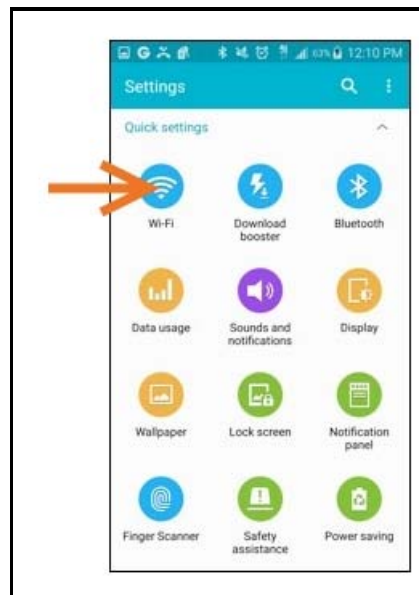 G 63% 12:10 PM
Settings
Quick settings
Wi-Fi
Download
booster
Bluetooth
Data usage
Sounds and
notifications
Display
Wallpaper
Lock screen
Notification
panel
Finger Scanner
Safety
assistance
Power saving